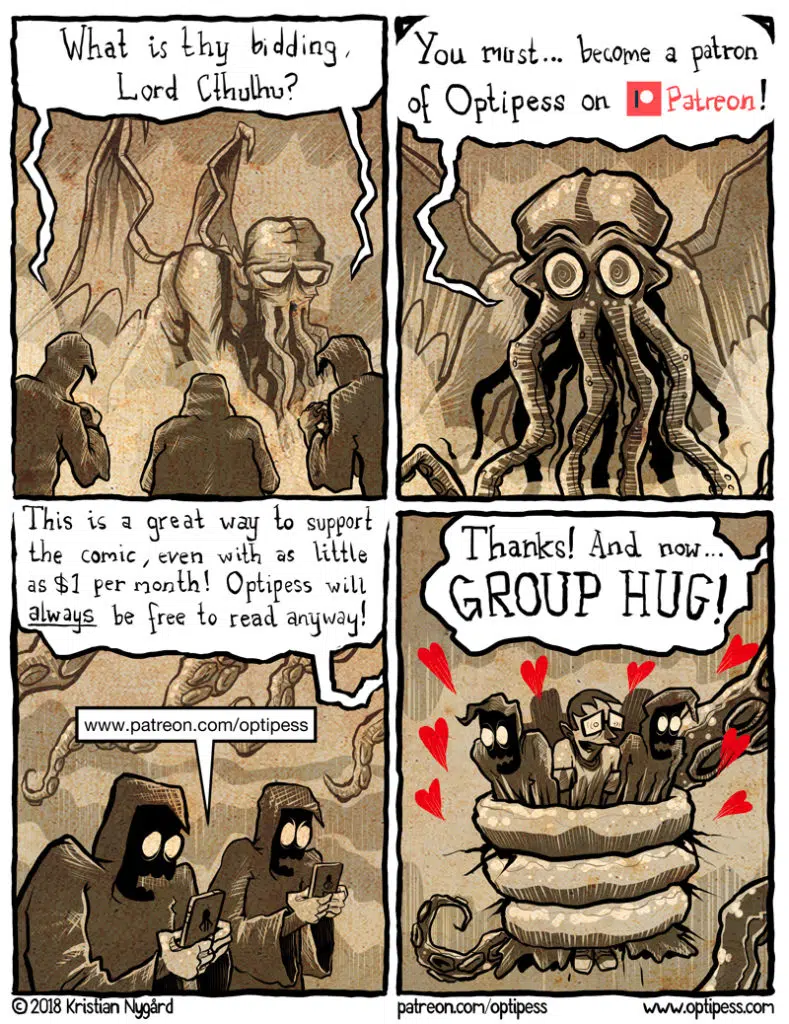 What is thy bidding,
Lord Cthulhu?
You must... become a patron
of Optipess on Patreon!
This is a great way to support
the comic, even with as little
as $1 per month! Optipess will
always be free to read anyway!
www.patreon.com/optipess
Thanks! And now...
GROUP HUG!
© 2018 Kristian Nygård
patreon.com/optipess
www.optipess.com